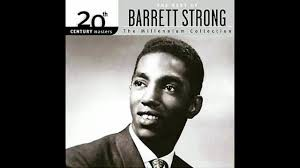 THE BEST OF
20th
CENTURY masters
BARRETT STRONG
The Millennium Collection